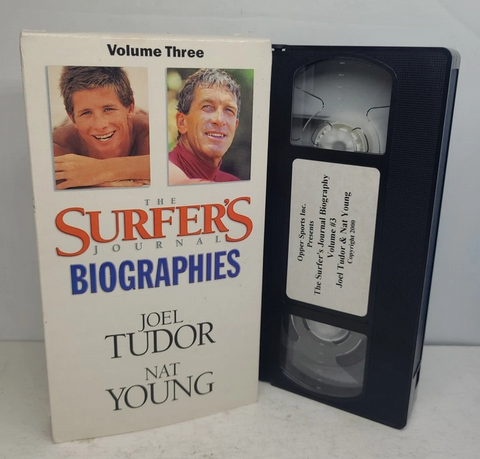 Volume Three
THE
SURFER'S
JOURNAL
BIOGRAPHIES
JOEL
TUDOR
NAT
YOUNG
Opper Sports Inc.
Presents
The Surfer's Journal Biography
Volume #3
Joel Tudor & Nat Young
Copyright 2000